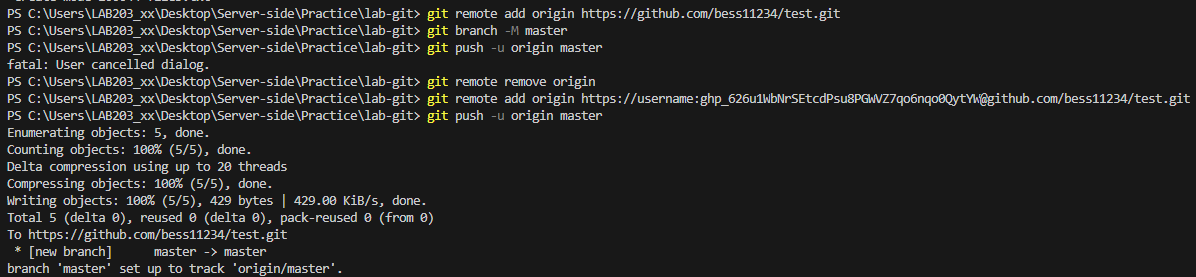 PS C:\Users\LAB203_xx\Desktop\Server-side\Practice\lab-git> git remote add origin https://github.com/bess11234/test.git
PS C:\Users\LAB203_xx\Desktop\Server-side\Practice\lab-git> git branch -M master
PS C:\Users\LAB203_xx\Desktop\Server-side\Practice\lab-git> git push -u origin master
fatal: User cancelled dialog.
PS C:\Users\LAB203_xx\Desktop\Server-side\Practice\lab-git> git remote remove origin
PS C:\Users\LAB203_xx\Desktop\Server-side\Practice\lab-git> git remote add origin https://username:[access token redacted]@github.com/bess11234/test.git
PS C:\Users\LAB203_xx\Desktop\Server-side\Practice\lab-git> git push -u origin master
Enumerating objects: 5, done.
Counting objects: 100% (5/5), done.
Delta compression using up to 20 threads
Compressing objects: 100% (5/5), done.
Writing objects: 100% (5/5), 429 bytes | 429.00 KiB/s, done.
Total 5 (delta 0), reused 0 (delta 0), pack-reused 0 (from 0)
To https://github.com/bess11234/test.git
 * [new branch]      master -> master
branch 'master' set up to track 'origin/master'.